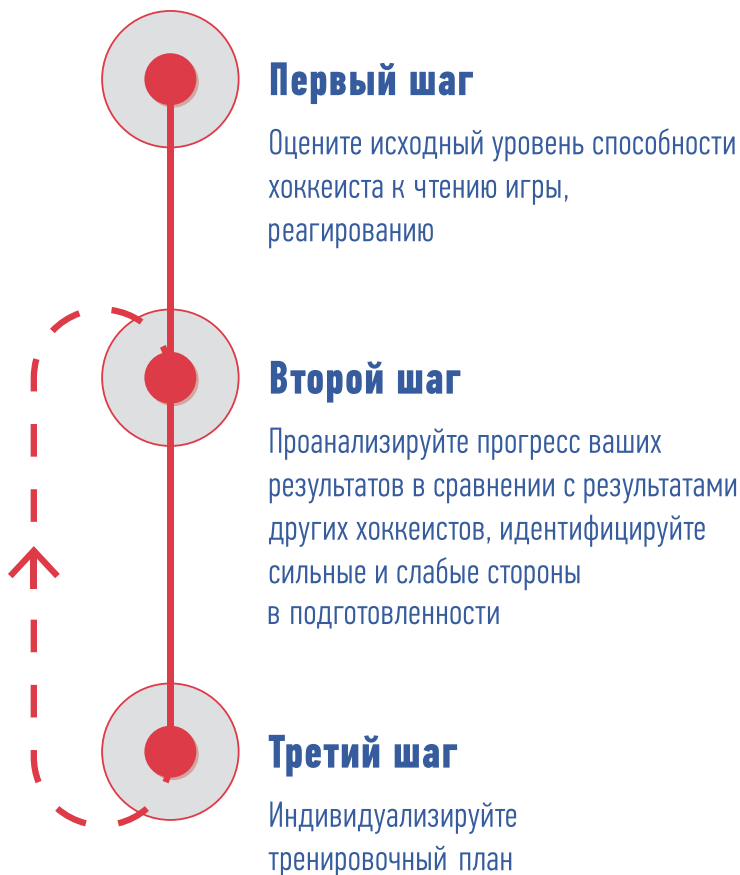 Первый шаг
Оцените исходный уровень способности
хоккеиста к чтению игры,
реагированию
Второй шаг
Проанализируйте прогресс ваших
результатов в сравнении с результатами
других хоккеистов, идентифицируйте
сильные и слабые стороны
в подготовленности
Третий шаг
Индивидуализируйте
тренировочный план